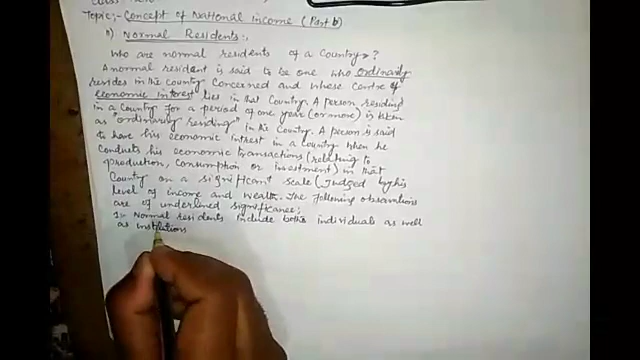 Topic;- Concept of National Income (Part b)
Normal Residents:,
Who are normal residents of a Country?
A normal resident is said to be one who ordinarily
resides in the country concerned and whose centre of
economic interest lies in that country. A person residing
in a country for a period of one year (or more) is taken
as "ordinary residing" in the Country. A person is said
to have his economic interest in a country when he
conducts his economic transactions (relating to
production, consumption or investment) in that
Country on a significant scale (Judged by his
level of income and wealth. The following observations
are of underlined significance;
1:- Normal residents include both individuals as well
as institutions